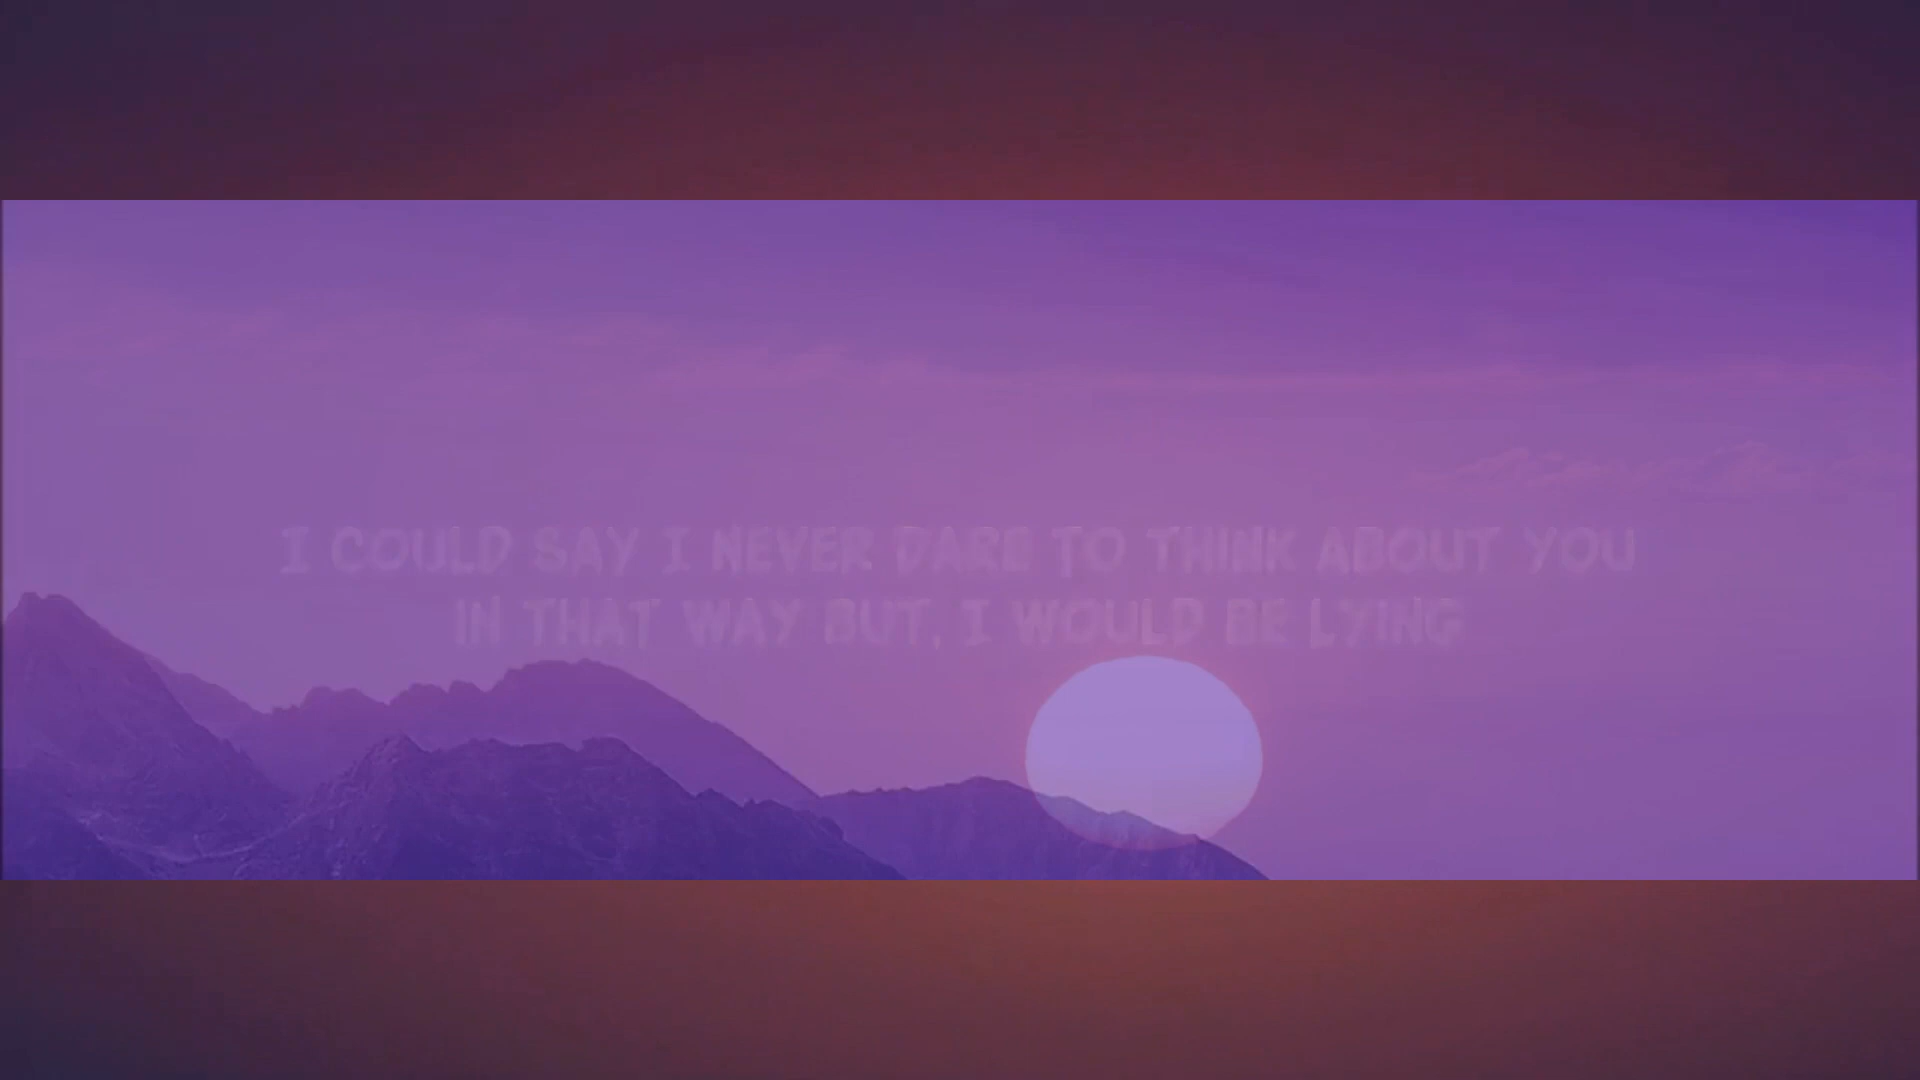 I COULD SAY I NEVER DARE TO THINK ABOUT YOU
IN THAT WAY BUT, I WOULD BE LYING